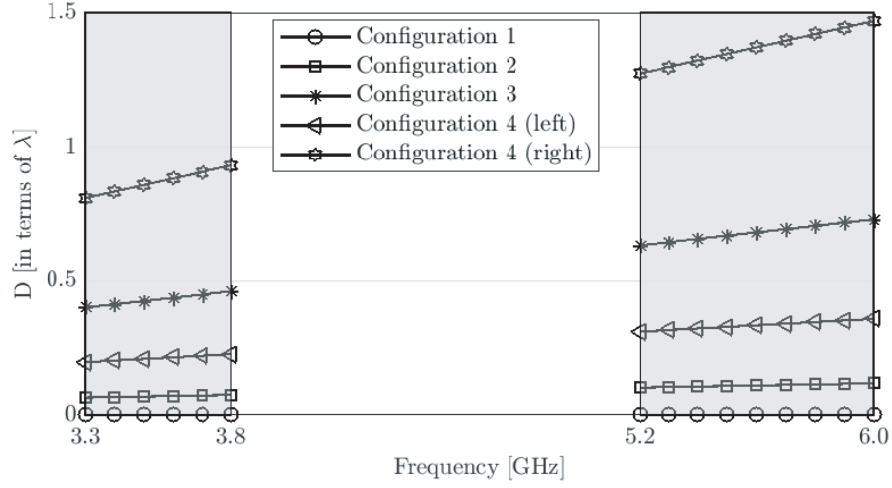 1.5
Configuration 1
Configuration 2
Configuration 3
Configuration 4 (left)
Configuration 4 (right)
D [in terms of λ]
1
0.5
0
3.3
3.8
5.2
6.0
Frequency [GHz]